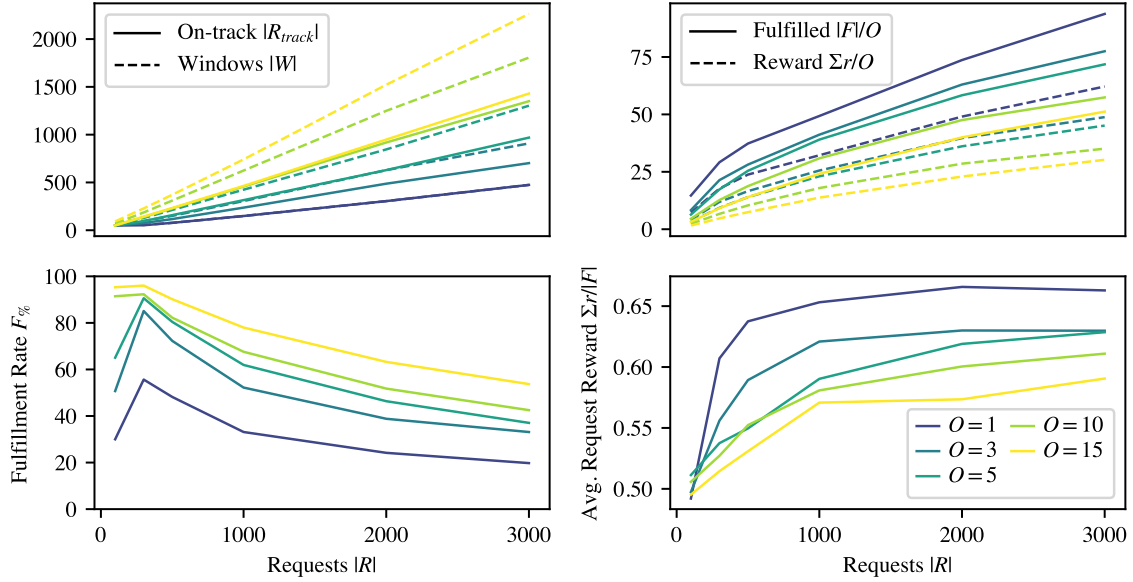 On-track |R_track|
Windows |W|
2000
1500
1000
500
0
Fulfilled |F|/O
Reward Σr/O
75
50
25
0
Fulfillment Rate F_%
100
80
60
40
20
0
0
1000
2000
3000
Requests |R|
Avg. Request Reward Σr/|F|
0.65
0.60
0.55
0.50
O = 1
O = 3
O = 5
O = 10
O = 15
0
1000
2000
3000
Requests |R|